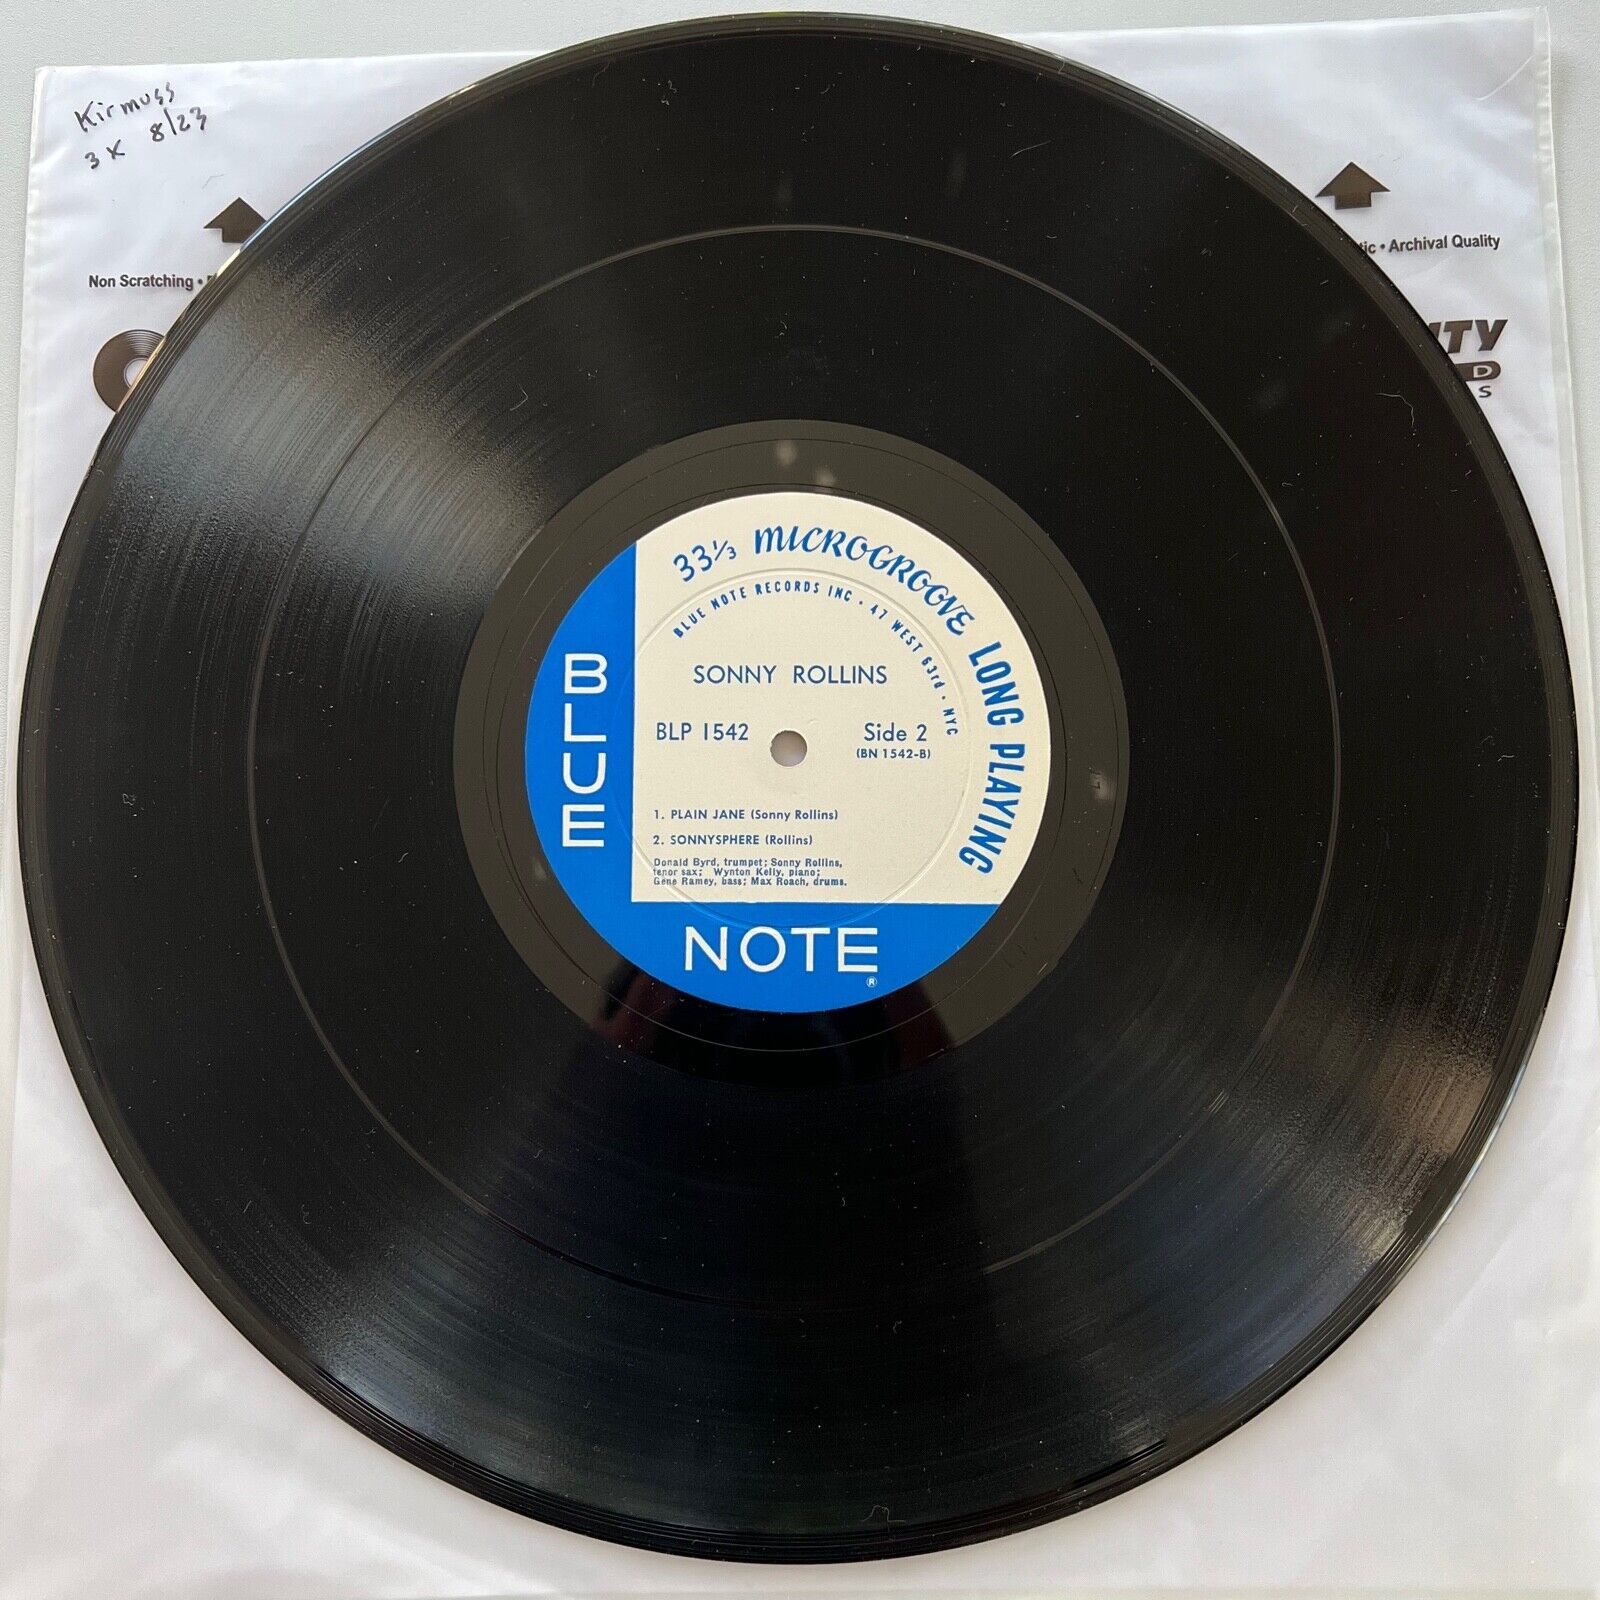 Kirmuss
3x 8/23
Non Scratching •
tic • Archival Quality
ITY
D
S
33⅓ MICROGROOVE LONG PLAYING
BLUE NOTE RECORDS INC • 47 WEST 63rd • NYC
SONNY ROLLINS
BLP 1542 Side 2
(BN 1542-B)
1. PLAIN JANE (Sonny Rollins)
2. SONNYSPHERE (Rollins)
Donald Byrd, trumpet; Sonny Rollins,
tenor sax; Wynton Kelly, piano;
Gene Ramey, bass; Max Roach, drums.
BLUE
NOTE
®